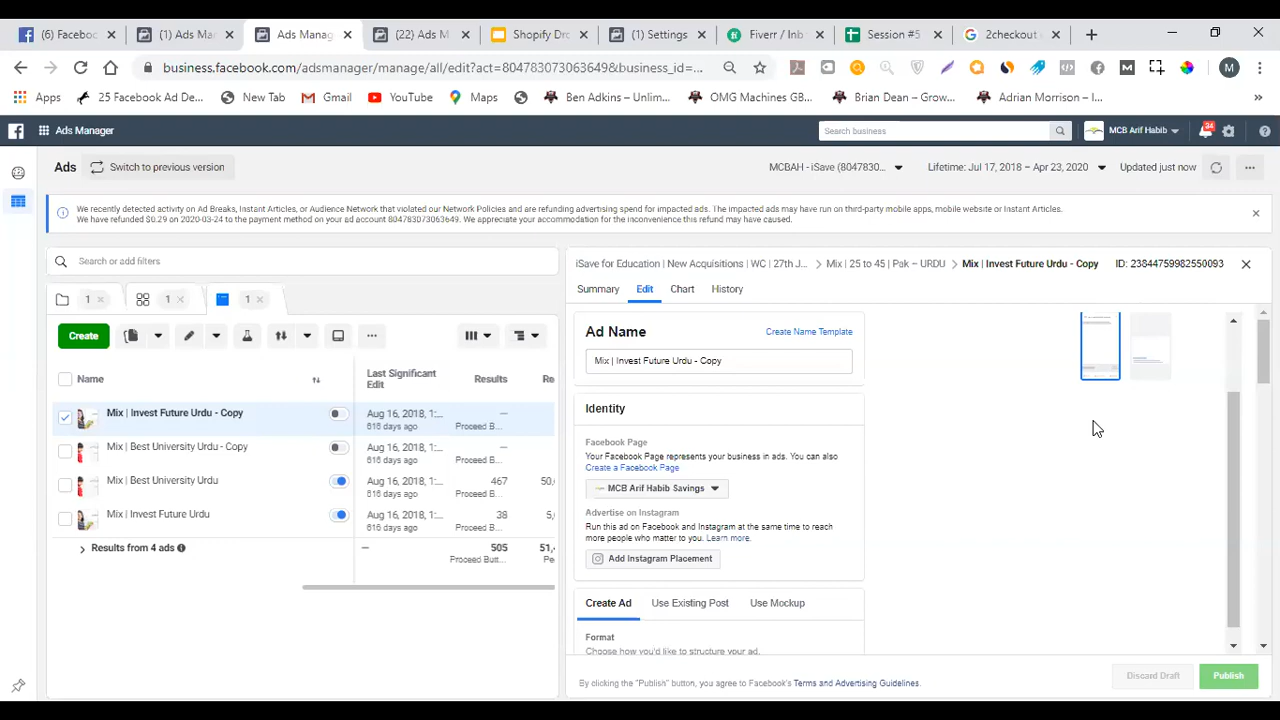 (6) Faceboo
(1) Ads Ma
Ads Manag
(22) Ads M
Shopify Dro
(1) Settings
Fiverr / Inb
Session #5
2checkout
business.facebook.com/adsmanager/manage/all/edit?act=804783073063649&business_id=...
M
Apps
25 Facebook Ad De...
New Tab
Gmail
YouTube
Maps
Ben Adkins – Unlim...
OMG Machines GB...
Brian Dean – Grow...
Adrian Morrison – I...
»
Ads Manager
Search business
MCB Arif Habib
34
Ads
Switch to previous version
MCBAH - iSave (8047830...
Lifetime: Jul 17, 2018 – Apr 23, 2020
Updated just now
We recently detected activity on Ad Breaks, Instant Articles, or Audience Network that violated our Network Policies and are refunding advertising spend for impacted ads. The impacted ads may have run on third-party mobile apps, mobile website or Instant Articles.
We have refunded $0.29 on 2020-03-24 to the payment method on your ad account 804783073063649. We appreciate your accommodation for the inconvenience this refund may have caused.
Search or add filters
1
1
1
Create
Name
Last Significant
Edit
Results
Re
Mix | Invest Future Urdu - Copy
Aug 16, 2018, 1:...
616 days ago
—
Proceed B...
Mix | Best University Urdu - Copy
Aug 16, 2018, 1:...
616 days ago
—
Proceed B...
Mix | Best University Urdu
Aug 16, 2018, 1:...
616 days ago
467
Proceed B...
50,
Mix | Invest Future Urdu
Aug 16, 2018, 1:...
616 days ago
38
Proceed B...
5,
Results from 4 ads
—
505
Proceed Butt...
51,
Pe
iSave for Education | New Acquisitions | WC | 27th J...
Mix | 25 to 45 | Pak – URDU
Mix | Invest Future Urdu - Copy
ID: 23844759982550093
Summary
Edit
Chart
History
Ad Name
Create Name Template
Mix | Invest Future Urdu - Copy
Identity
Facebook Page
Your Facebook Page represents your business in ads. You can also
Create a Facebook Page
MCB Arif Habib Savings
Advertise on Instagram
Run this ad on Facebook and Instagram at the same time to reach
more people who matter to you. Learn more.
Add Instagram Placement
Create Ad
Use Existing Post
Use Mockup
Format
Choose how you'd like to structure your ad.
By clicking the "Publish" button, you agree to Facebook's Terms and Advertising Guidelines.
Discard Draft
Publish